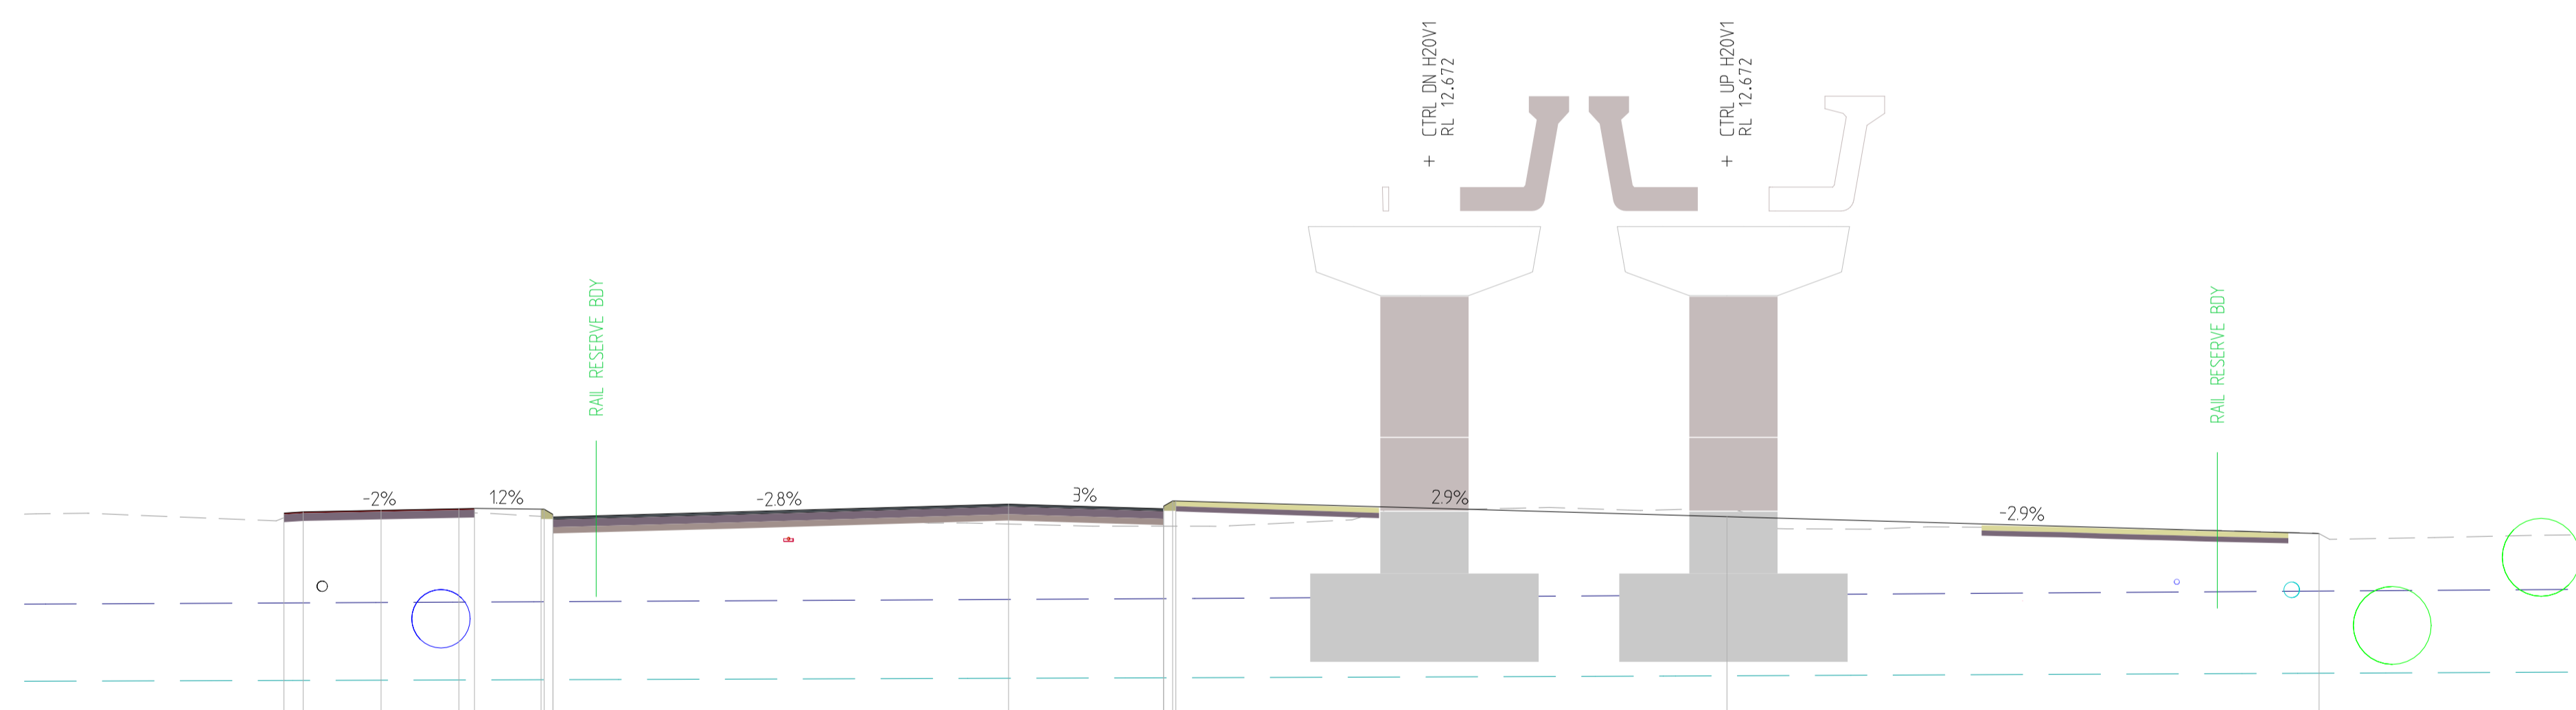 CTRL DN H20V1
RL 12.672
CTRL UP H20V1
RL 12.672
RAIL RESERVE BDY
RAIL RESERVE BDY
-2%
1.2%
-2.8%
3%
2.9%
-2.9%